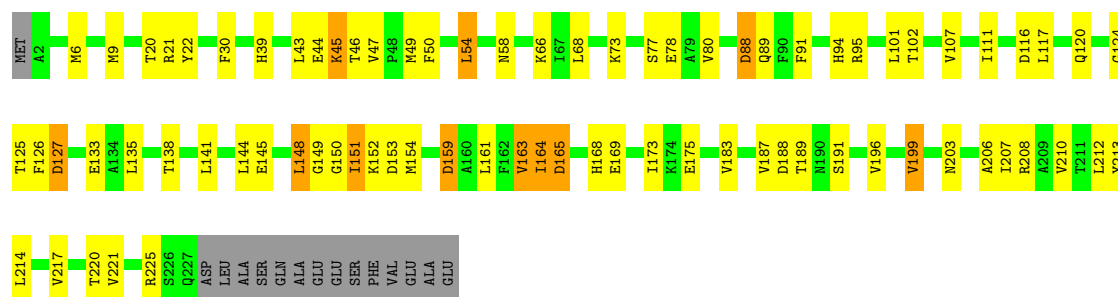 MET A2 M6 M9 T20 R21 Y22 F30 H39 L43 E44 K45 T46 V47 P48 M49 F50 L54 N58 K66 I67 L68 K73 S77 E78 A79 V80 D88 Q89 F90 F91 H94 R95 L101 T102 V107 I111 D116 L117 Q120
T125 F126 D127 E133 A134 L135 T138 L141 L144 E145 L148 G149 G150 I151 K152 D153 M154 D159 A160 L161 F162 V163 I164 D165 H168 E169 I173 K174 E175 V183 V187 D188 T189 N190 S191 V196 V199 N203 A206 I207 R208 A209 V210 T211 L212
L214 V217 T220 V221 R225 S226 Q227 ASP LEU ALA SER GLN ALA GLU GLU SER PHE VAL GLU ALA GLU